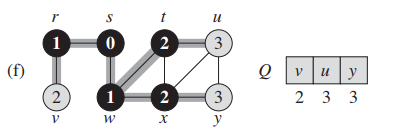 r s t u
1 0 2 3
(f)
Q v u y
2 3 3
2 1 2 3
v w x y